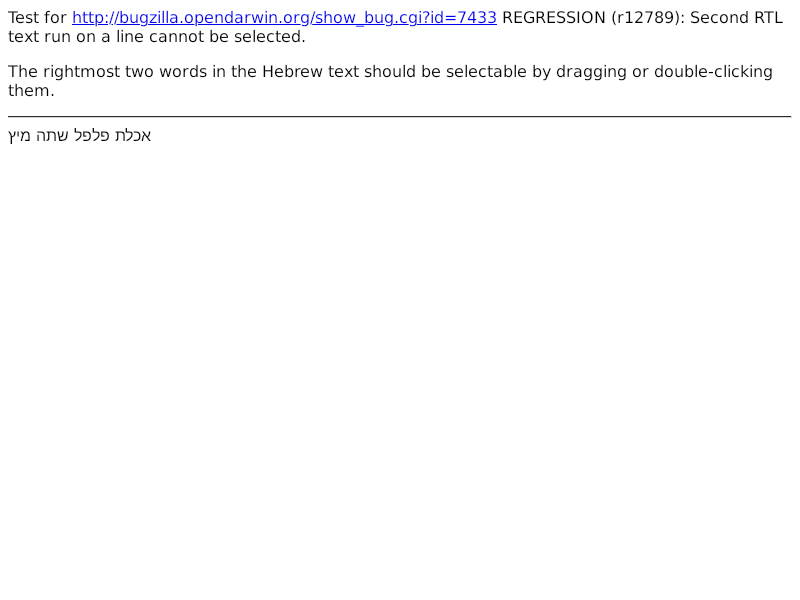 Test for http://bugzilla.opendarwin.org/show_bug.cgi?id=7433 REGRESSION (r12789): Second RTL
text run on a line cannot be selected.
The rightmost two words in the Hebrew text should be selectable by dragging or double-clicking
them.
אכלת פלפל שתה מיץ